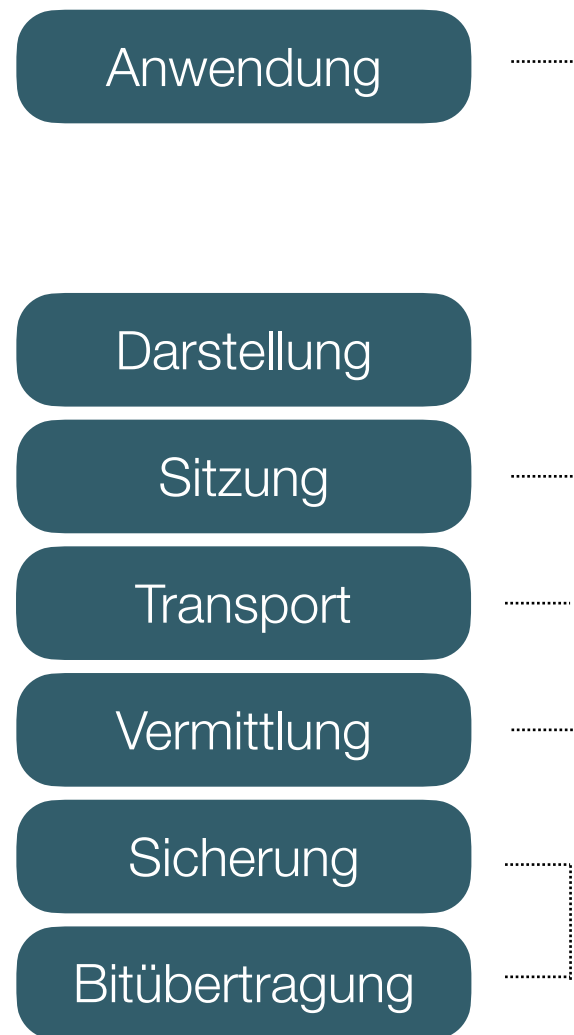 Anwendung
Darstellung
Sitzung
Transport
Vermittlung
Sicherung
Bitübertragung